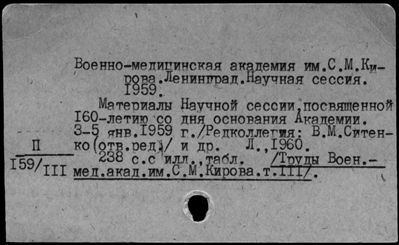 Военно-медицинская академия им.С.М.Ки-
рова.Ленинград.Научная сессия.
1959.
Материалы Научной сессии,посвященной
160-летию со дня основания Академии.
3-5 янв.1959 г./Редколлегия: В.М.Ситен-
ко(отв.ред)/ и др. Л.,1960.
II
238 с.с илл.,табл. /Труды Воен.-
159/III
мед.акад.им.С.М.Кирова.т.III/.